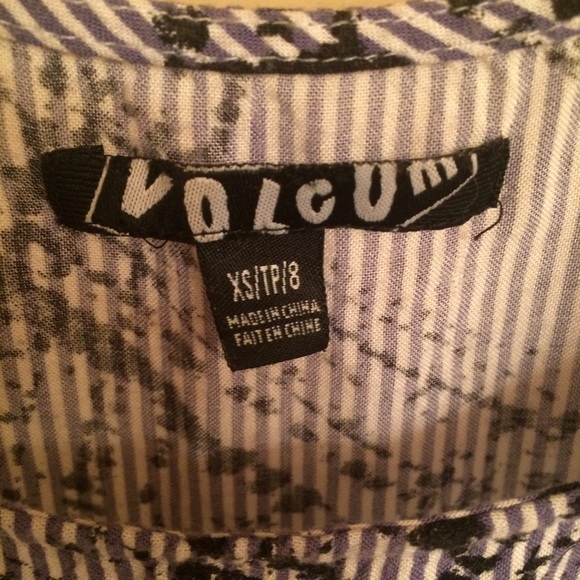 VOLCOM
XS/TP/8
MADE IN CHINA
FAIT EN CHINE